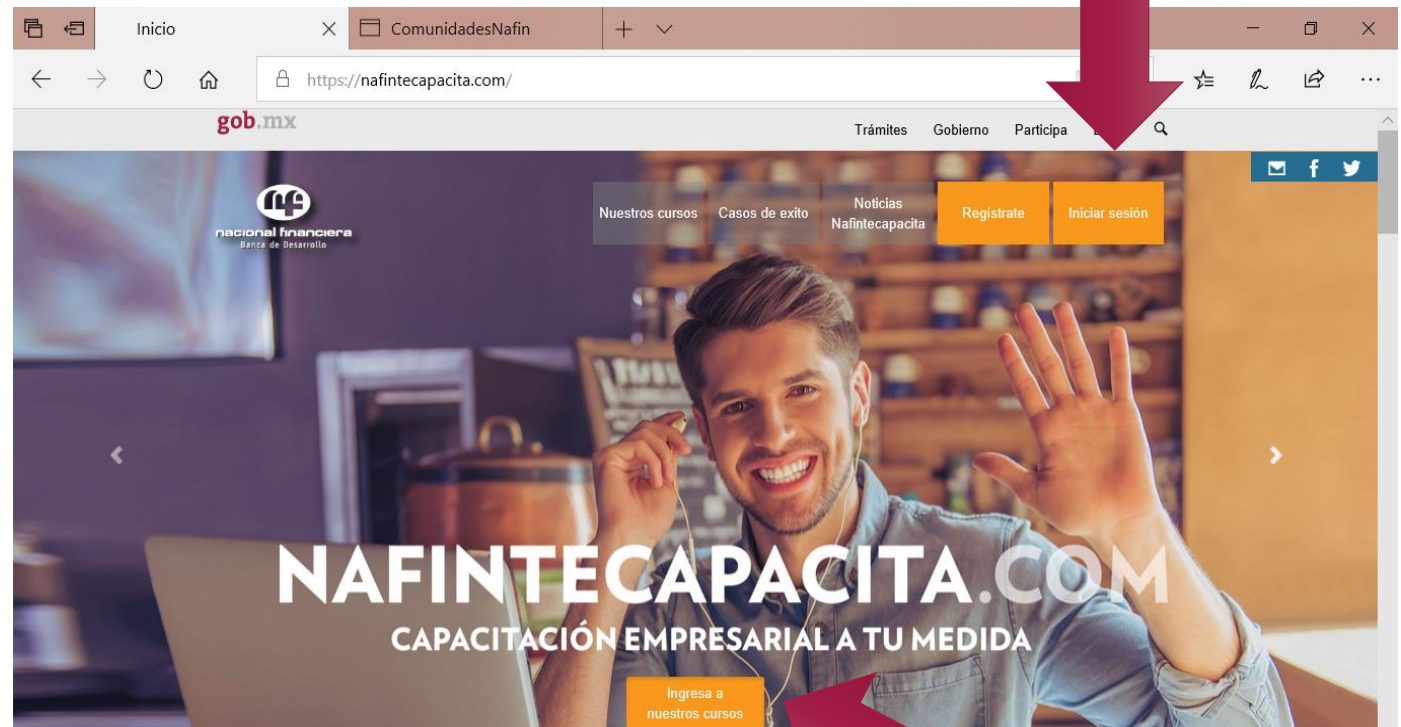 Inicio
ComunidadesNafin
https://nafintecapacita.com/
gob.mx
Trámites Gobierno Participa
nacional financiera
Banca de Desarrollo
Nuestros cursos
Casos de exito
Noticias
Nafintecapacita
Regístrate
Iniciar sesión
NAFINTECAPACITA.COM
CAPACITACIÓN EMPRESARIAL A TU MEDIDA
Ingresa a
nuestros cursos